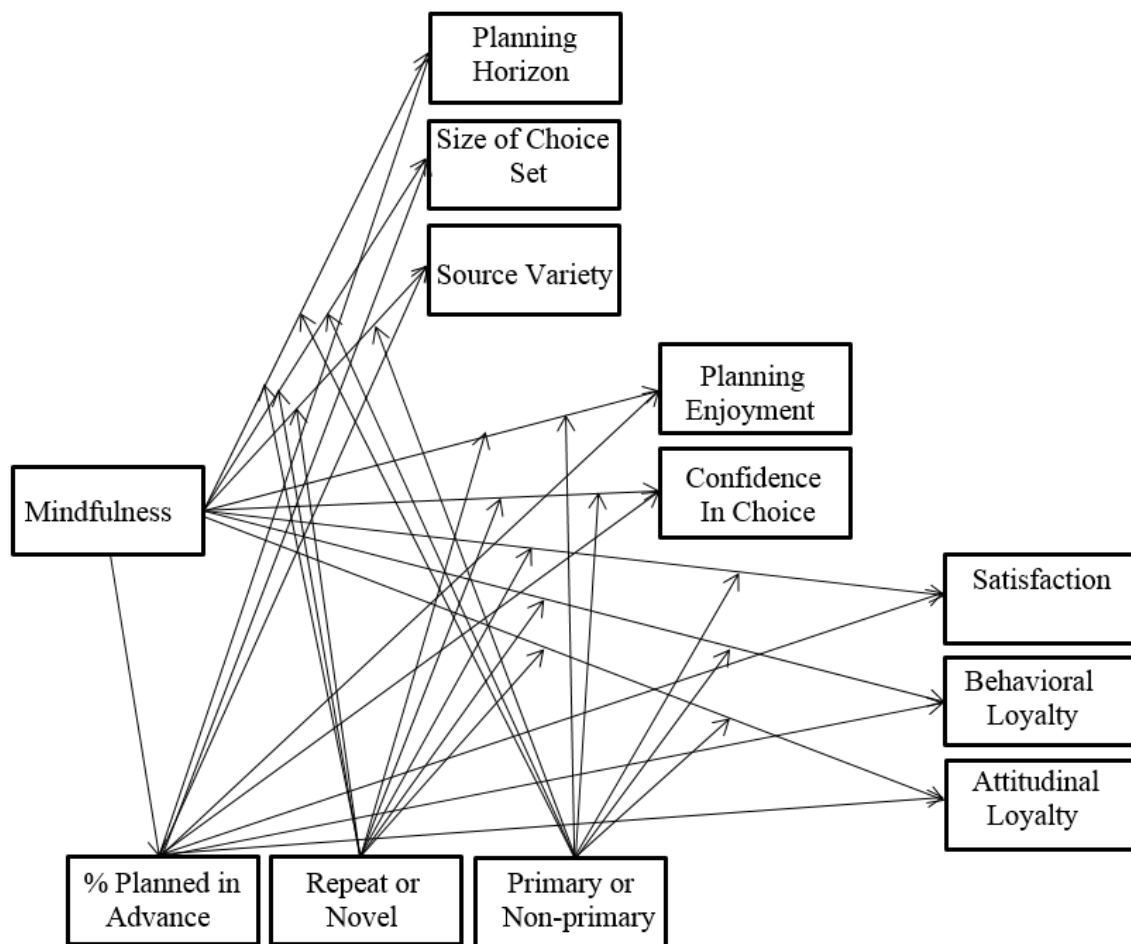 Planning
Horizon
Size of Choice
Set
Source Variety
Planning
Enjoyment
Mindfulness
Confidence
In Choice
Satisfaction
Behavioral
Loyalty
Attitudinal
Loyalty
% Planned in
Advance
Repeat or
Novel
Primary or
Non-primary